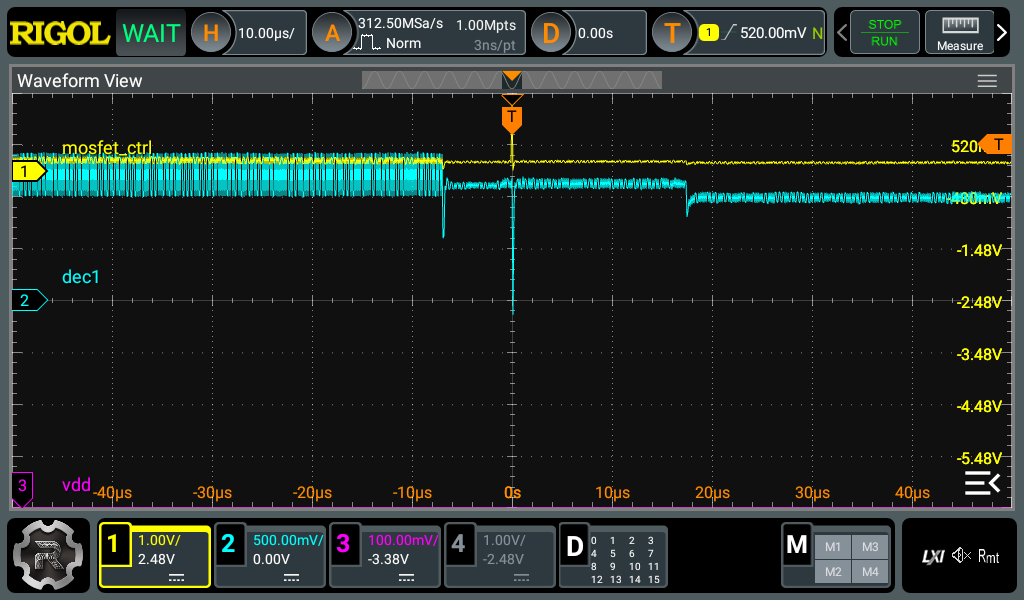 RIGOL WAIT H 10.00µs/ A 312.50MSa/s 1.00Mpts
Norm 3ns/pt
D 0.00s T 1 520.00mV N
STOP
RUN
Measure
Waveform View
T
mosfet_ctrl
520m T
1
480mV
-1.48V
dec1
2
-2.48V
-3.48V
-4.48V
-5.48V
3 vdd
-40µs -30µs -20µs -10µs 0s 10µs 20µs 30µs 40µs
R
1 1.00V/
2.48V
2 500.00mV/
0.00V
3 100.00mV/
-3.38V
4 1.00V/
-2.48V
D 0 1 2 3
4 5 6 7
8 9 10 11
12 13 14 15
M M1 M3
M2 M4
LXI Rmt